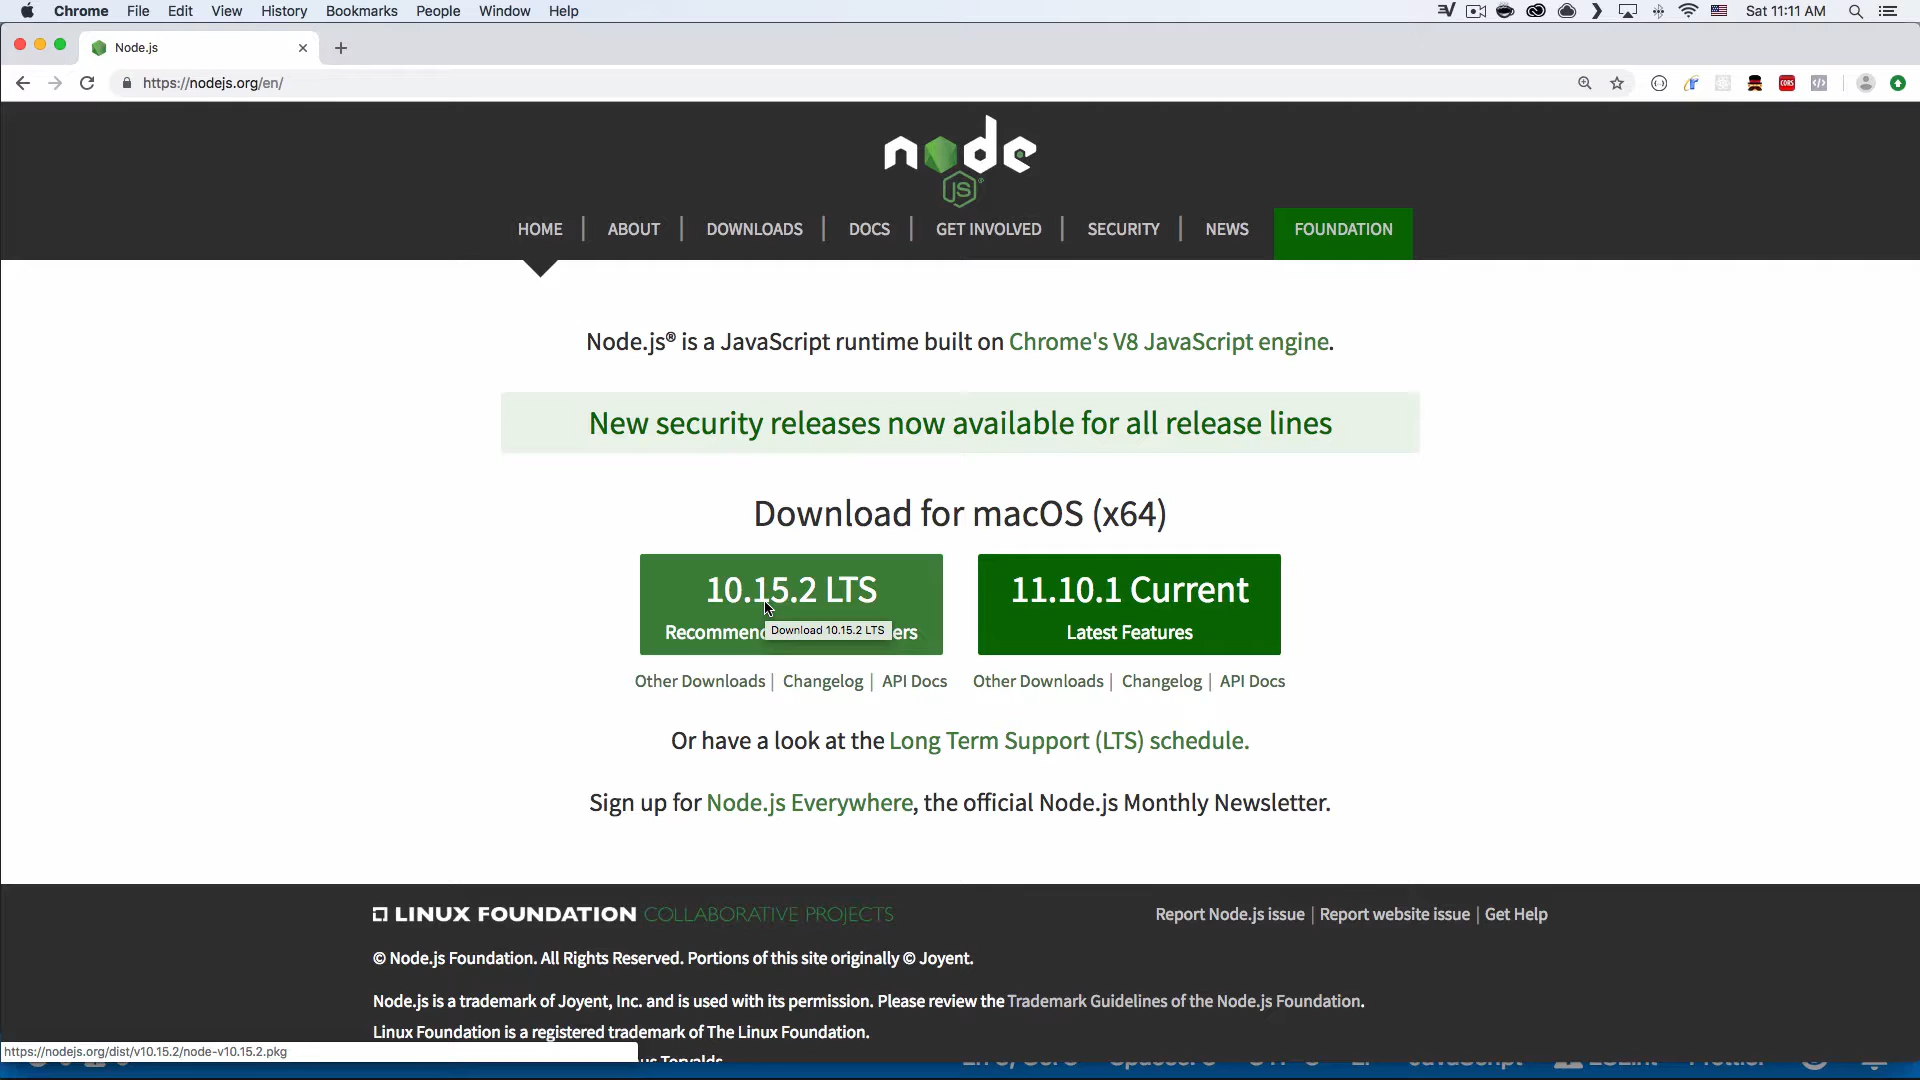 Chrome File Edit View History Bookmarks People Window Help Sat 11:11 AM
Node.js
https://nodejs.org/en/
CORS
node
JS
HOME | ABOUT | DOWNLOADS | DOCS | GET INVOLVED | SECURITY | NEWS FOUNDATION
Node.js® is a JavaScript runtime built on Chrome's V8 JavaScript engine.
New security releases now available for all release lines
Download for macOS (x64)
10.15.2 LTS
Download 10.15.2 LTS
11.10.1 Current
Latest Features
Other Downloads | Changelog | API Docs Other Downloads | Changelog | API Docs
Or have a look at the Long Term Support (LTS) schedule.
Sign up for Node.js Everywhere, the official Node.js Monthly Newsletter.
LINUX FOUNDATION COLLABORATIVE PROJECTS
Report Node.js issue | Report website issue | Get Help
© Node.js Foundation. All Rights Reserved. Portions of this site originally © Joyent.
Node.js is a trademark of Joyent, Inc. and is used with its permission. Please review the Trademark Guidelines of the Node.js Foundation.
Linux Foundation is a registered trademark of The Linux Foundation.
https://nodejs.org/dist/v10.15.2/node-v10.15.2.pkg